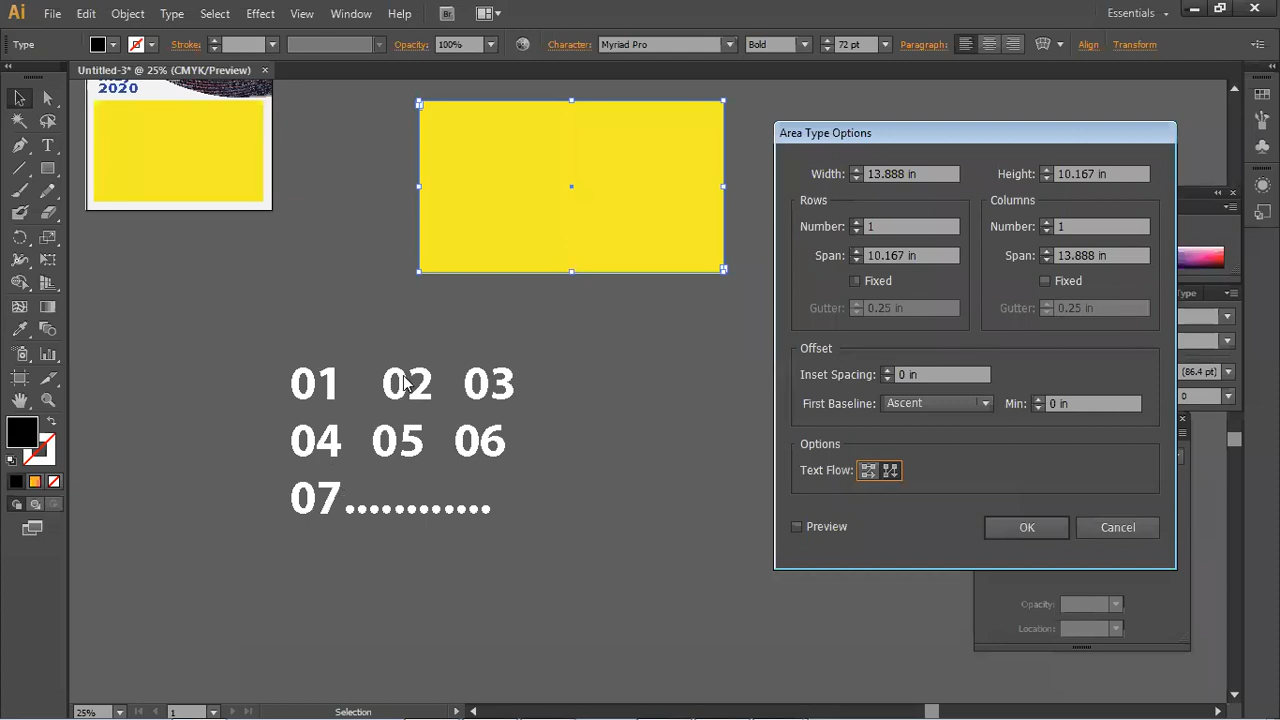 Ai File Edit Object Type Select Effect View Window Help Br Essentials
Type Stroke: Opacity: 100% Character: Myriad Pro Bold 72 pt Paragraph: Align Transform
Untitled-3* @ 25% (CMYK/Preview) ×
2020
Area Type Options
Width: 13.888 in Height: 10.167 in
Rows Columns
Number: 1 Number: 1
Span: 10.167 in Span: 13.888 in
Fixed Fixed
Gutter: 0.25 in Gutter: 0.25 in
Type
Offset
Inset Spacing: 0 in
First Baseline: Ascent Min: 0 in
(86.4 pt)
0
01 02 03
04 05 06
07............
Options
Text Flow:
Preview OK Cancel
Opacity:
Location:
25% 1 Selection